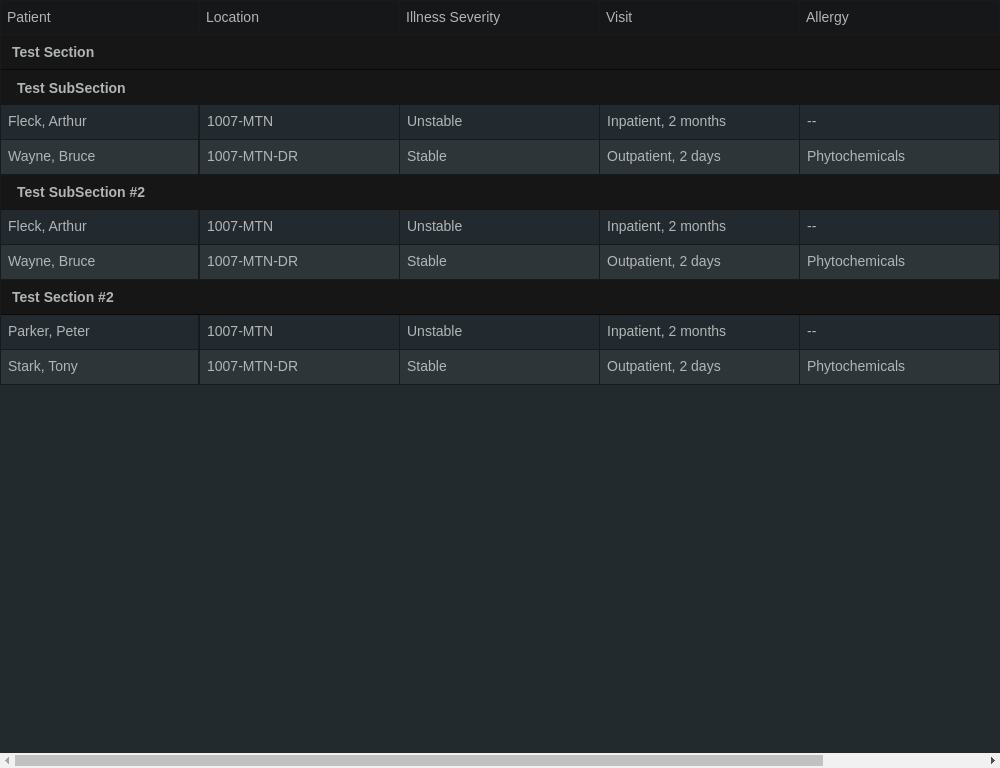 Patient Location Illness Severity Visit Allergy
Test Section
Test SubSection
Fleck, Arthur 1007-MTN Unstable Inpatient, 2 months --
Wayne, Bruce 1007-MTN-DR Stable Outpatient, 2 days Phytochemicals
Test SubSection #2
Fleck, Arthur 1007-MTN Unstable Inpatient, 2 months --
Wayne, Bruce 1007-MTN-DR Stable Outpatient, 2 days Phytochemicals
Test Section #2
Parker, Peter 1007-MTN Unstable Inpatient, 2 months --
Stark, Tony 1007-MTN-DR Stable Outpatient, 2 days Phytochemicals